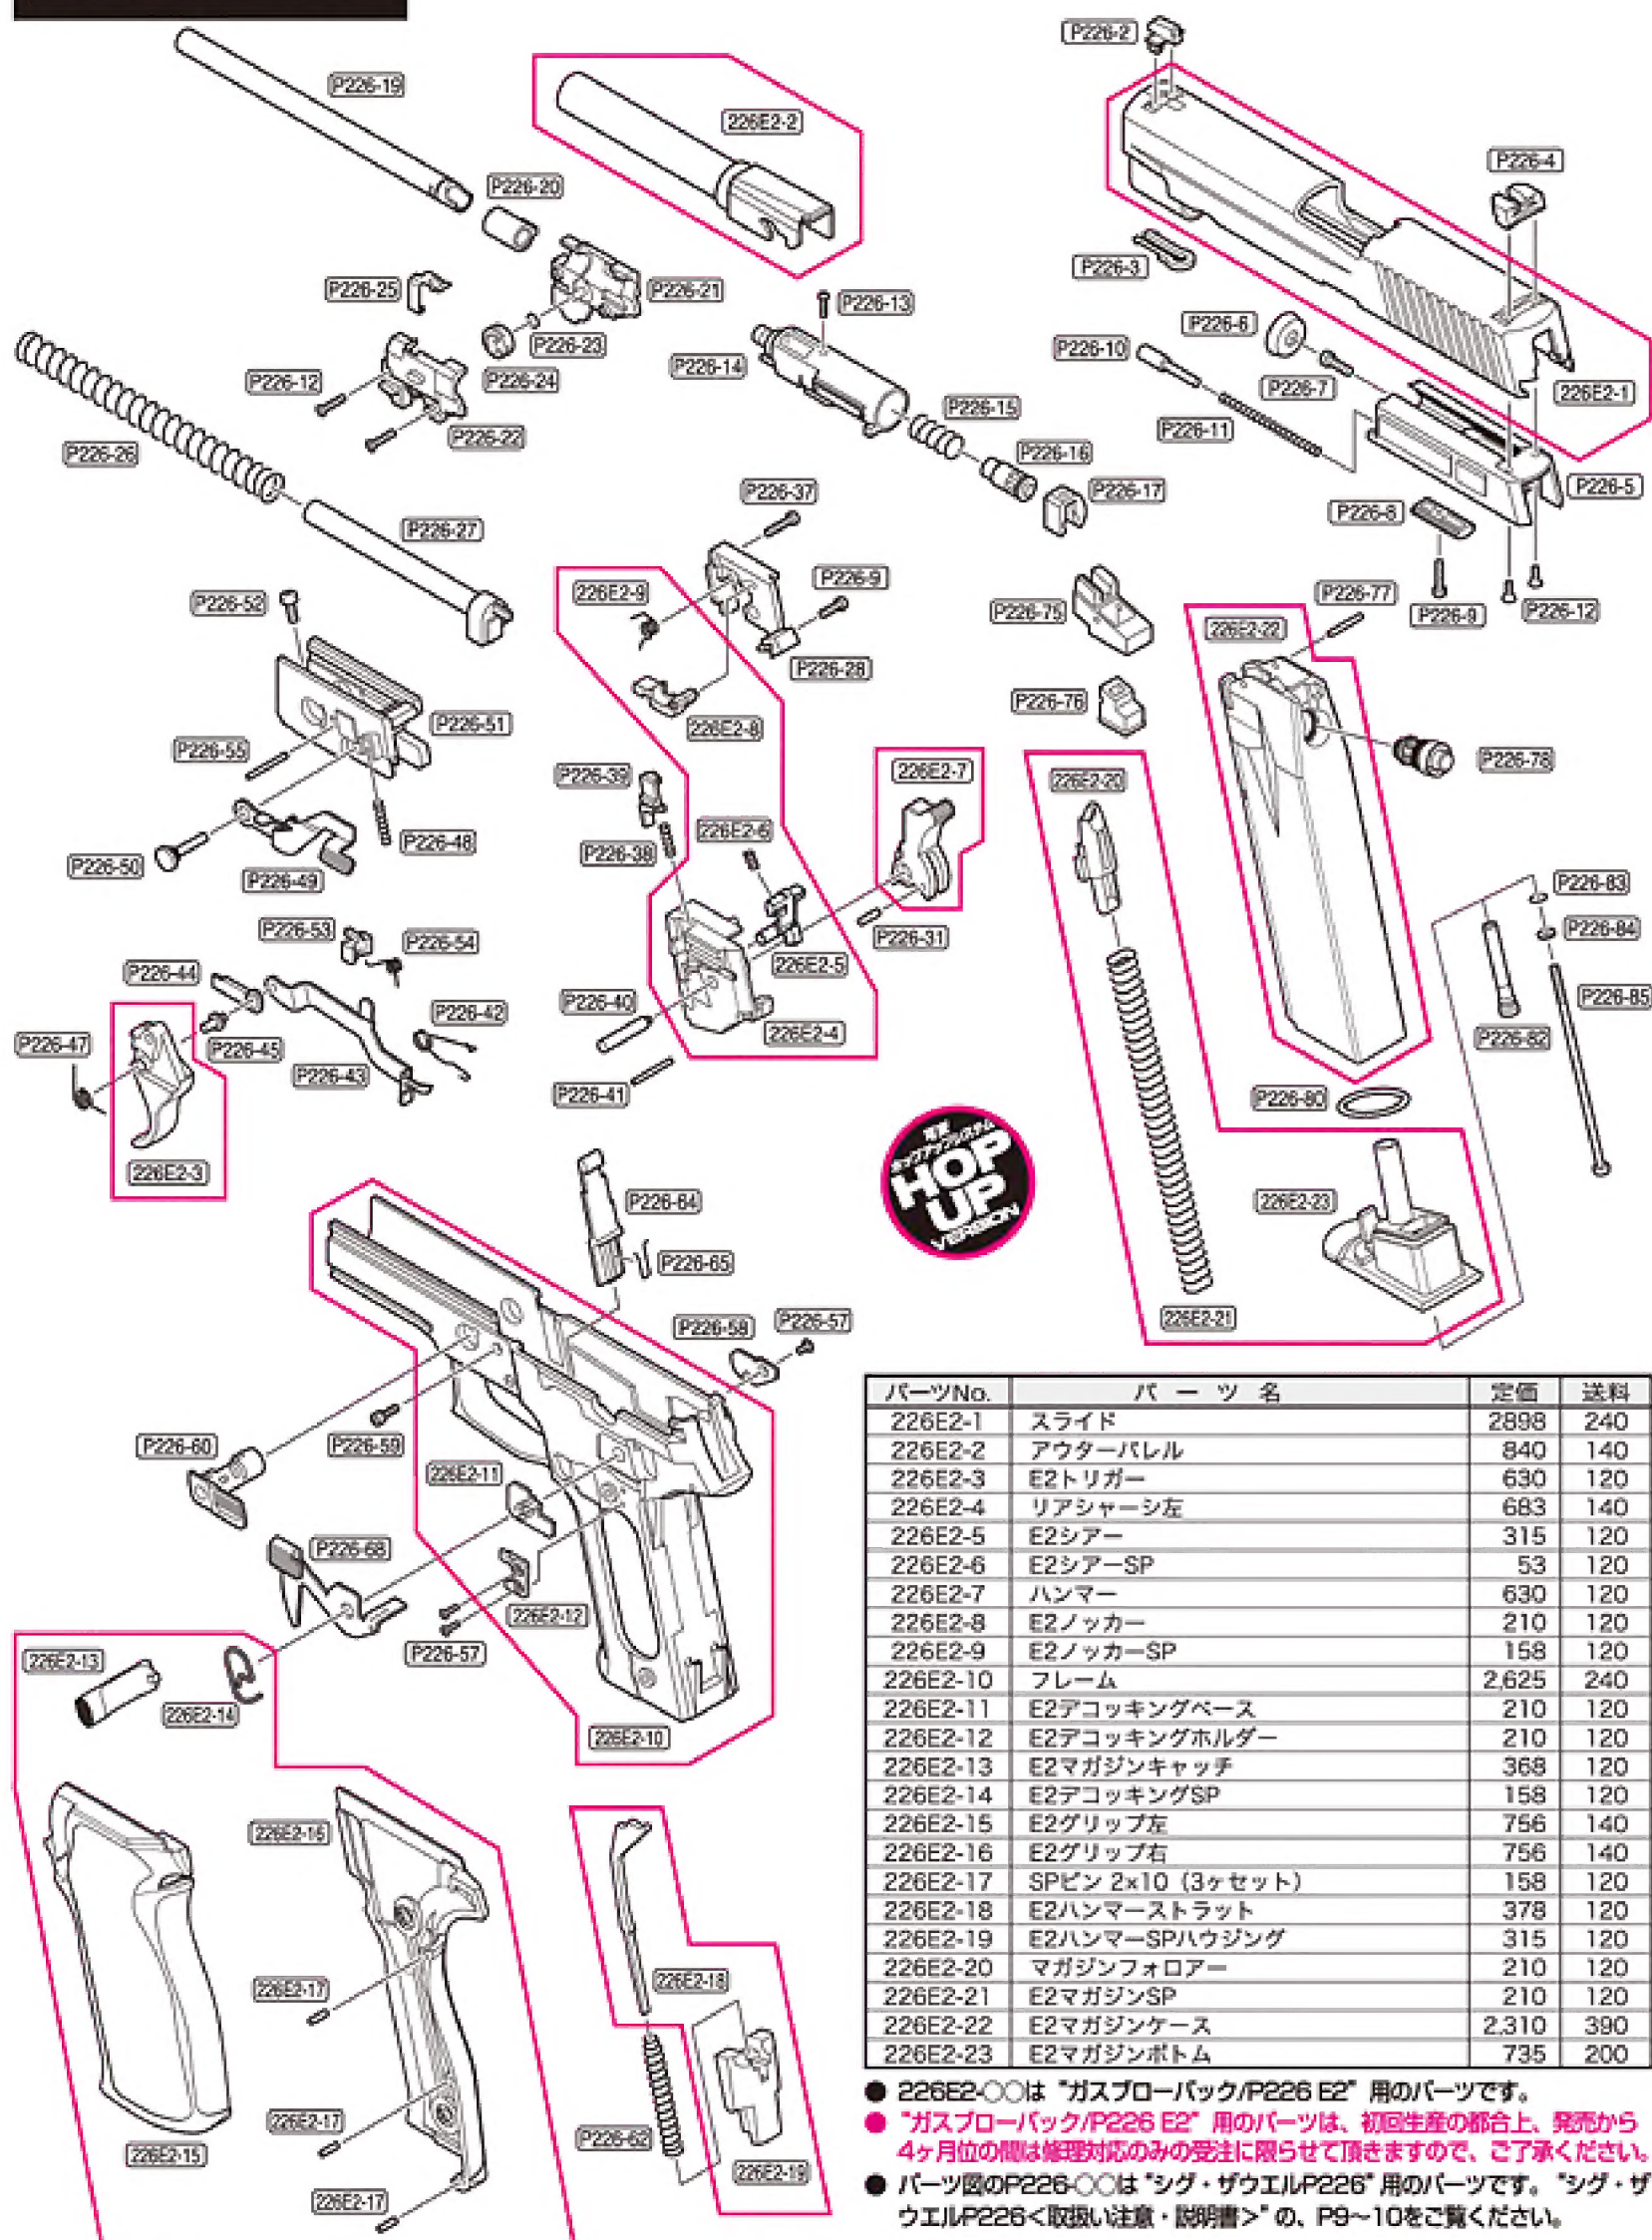 P226-2
P226-19
226E2-2
P226-4
P226-20
P226-3
P226-25
P226-21
P226-13
P226-6
P226-10
P226-23
P226-14
P226-7
P226-12
P226-24
226E2-1
P226-15
P226-11
P226-22
P226-26
P226-16
P226-5
P226-37
P226-17
P226-8
P226-27
P226-9
226E2-9
P226-52
P226-75
P226-77
P226-9
P226-12
226E2-22
P226-28
P226-76
P226-51
226E2-8
P226-55
P226-78
P226-39
226E2-7
226E2-20
226E2-6
P226-48
P226-38
P226-50
P226-49
P226-83
P226-53
P226-54
P226-31
P226-84
P226-44
226E2-5
P226-40
P226-42
P226-85
226E2-4
P226-47
P226-45
P226-43
P226-82
P226-41
P226-80
226E2-3
HOP
UP
VERSION
P226-64
226E2-23
P226-65
226E2-21
P226-58
P226-57
P226-60
P226-59
226E2-11
P226-68
226E2-12
P226-57
226E2-13
226E2-14
226E2-10
226E2-16
226E2-17
226E2-18
226E2-17
P226-62
226E2-15
226E2-19
226E2-17
パーツNo. パーツ名 定価 送料
226E2-1 スライド 2898 240
226E2-2 アウターバレル 840 140
226E2-3 E2トリガー 630 120
226E2-4 リアシャーシ左 683 140
226E2-5 E2シアー 315 120
226E2-6 E2シアーSP 53 120
226E2-7 ハンマー 630 120
226E2-8 E2ノッカー 210 120
226E2-9 E2ノッカーSP 158 120
226E2-10 フレーム 2,625 240
226E2-11 E2デコッキングベース 210 120
226E2-12 E2デコッキングホルダー 210 120
226E2-13 E2マガジンキャッチ 368 120
226E2-14 E2デコッキングSP 158 120
226E2-15 E2グリップ左 756 140
226E2-16 E2グリップ右 756 140
226E2-17 SPピン 2×10（3ヶセット） 158 120
226E2-18 E2ハンマーストラット 378 120
226E2-19 E2ハンマーSPハウジング 315 120
226E2-20 マガジンフォロアー 210 120
226E2-21 E2マガジンSP 210 120
226E2-22 E2マガジンケース 2,310 390
226E2-23 E2マガジンボトム 735 200
● 226E2-○○は "ガスブローバック/P226 E2" 用のパーツです。
● "ガスブローバック/P226 E2" 用のパーツは、初回生産の都合上、発売から
4ヶ月位の間は修理対応のみの受注に限らせて頂きますので、ご了承ください。
● パーツ図のP226-○○は "シグ・ザウエルP226" 用のパーツです。"シグ・ザ
ウエルP226＜取扱い注意・説明書＞" の、P9～10をご覧ください。